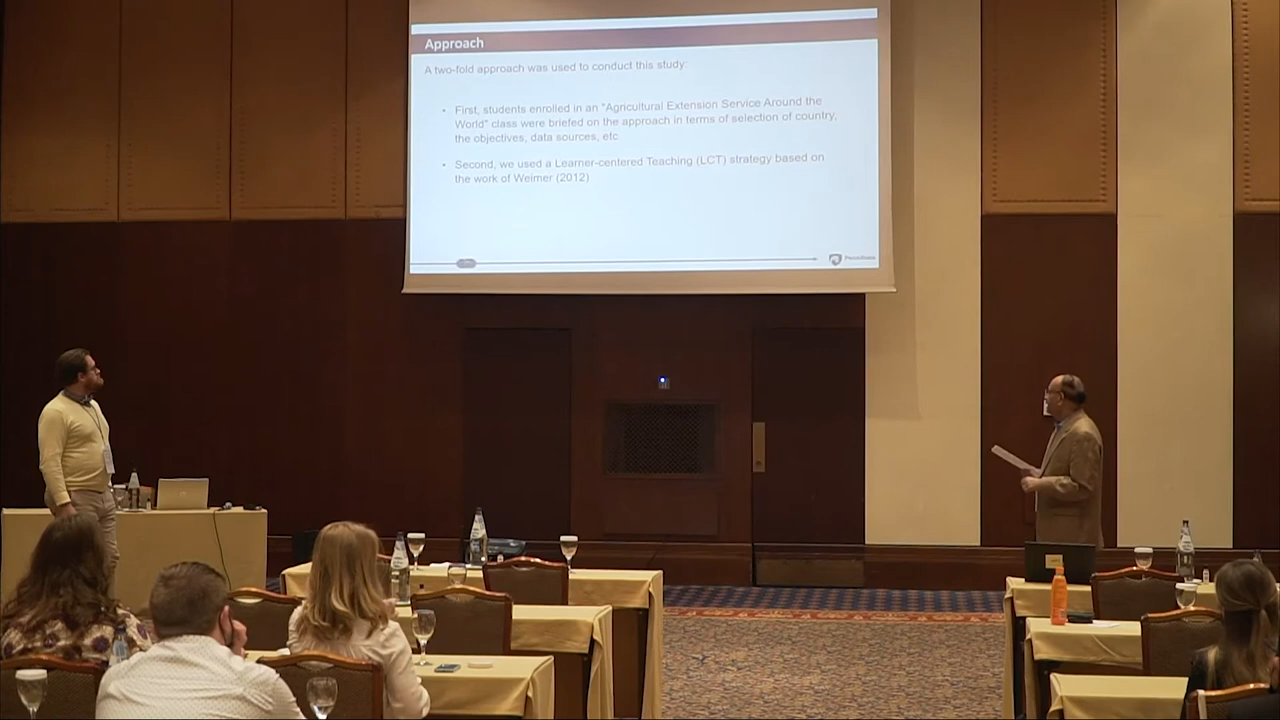 Approach
A two-fold approach was used to conduct this study:
• First, students enrolled in an "Agricultural Extension Service Around the
World" class were briefed on the approach in terms of selection of country,
the objectives, data sources, etc
• Second, we used a Learner-centered Teaching (LCT) strategy based on
the work of Weimer (2012)
PennState